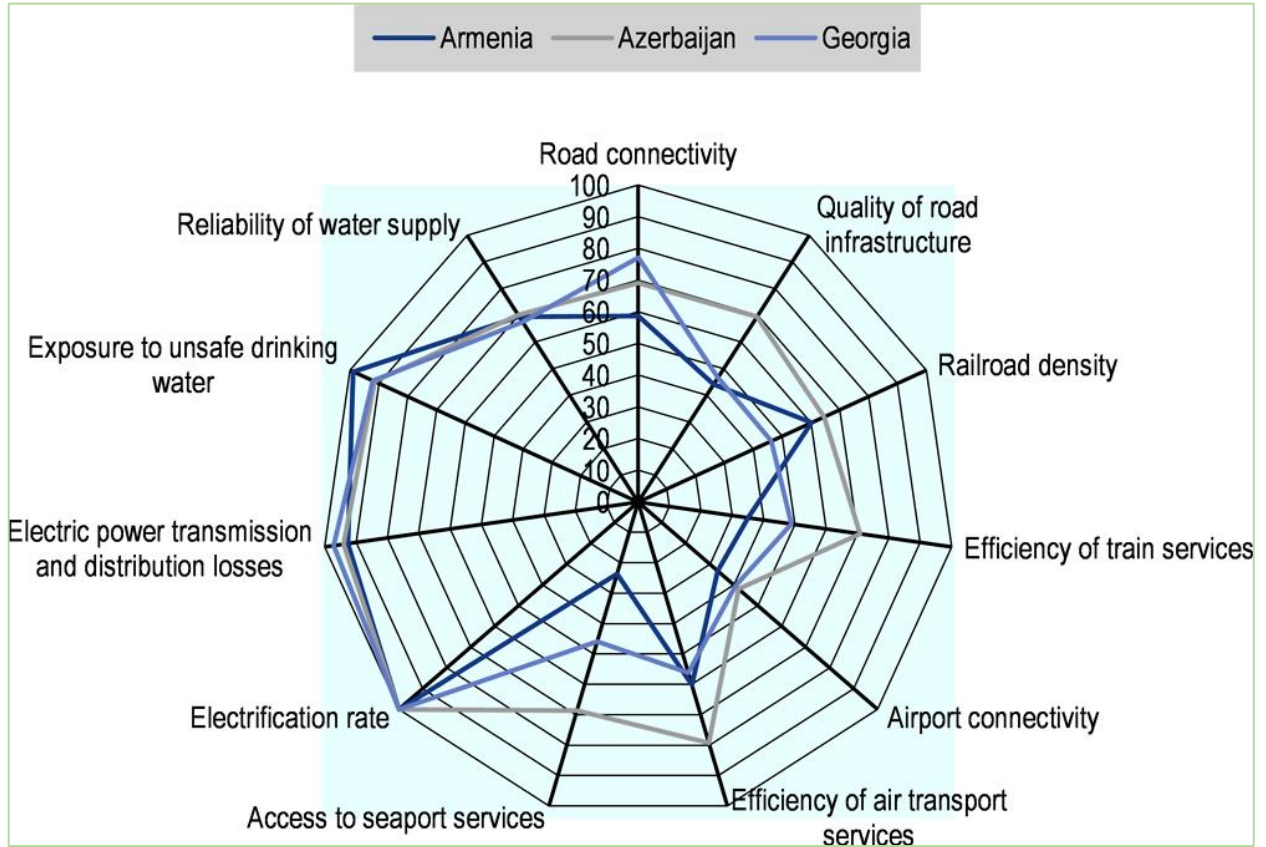 Armenia Azerbaijan Georgia
Road connectivity
100
90
80
70
60
50
40
30
20
10
0
Quality of road
infrastructure
Railroad density
Efficiency of train services
Airport connectivity
Efficiency of air transport
services
Access to seaport services
Electrification rate
Electric power transmission
and distribution losses
Exposure to unsafe drinking
water
Reliability of water supply